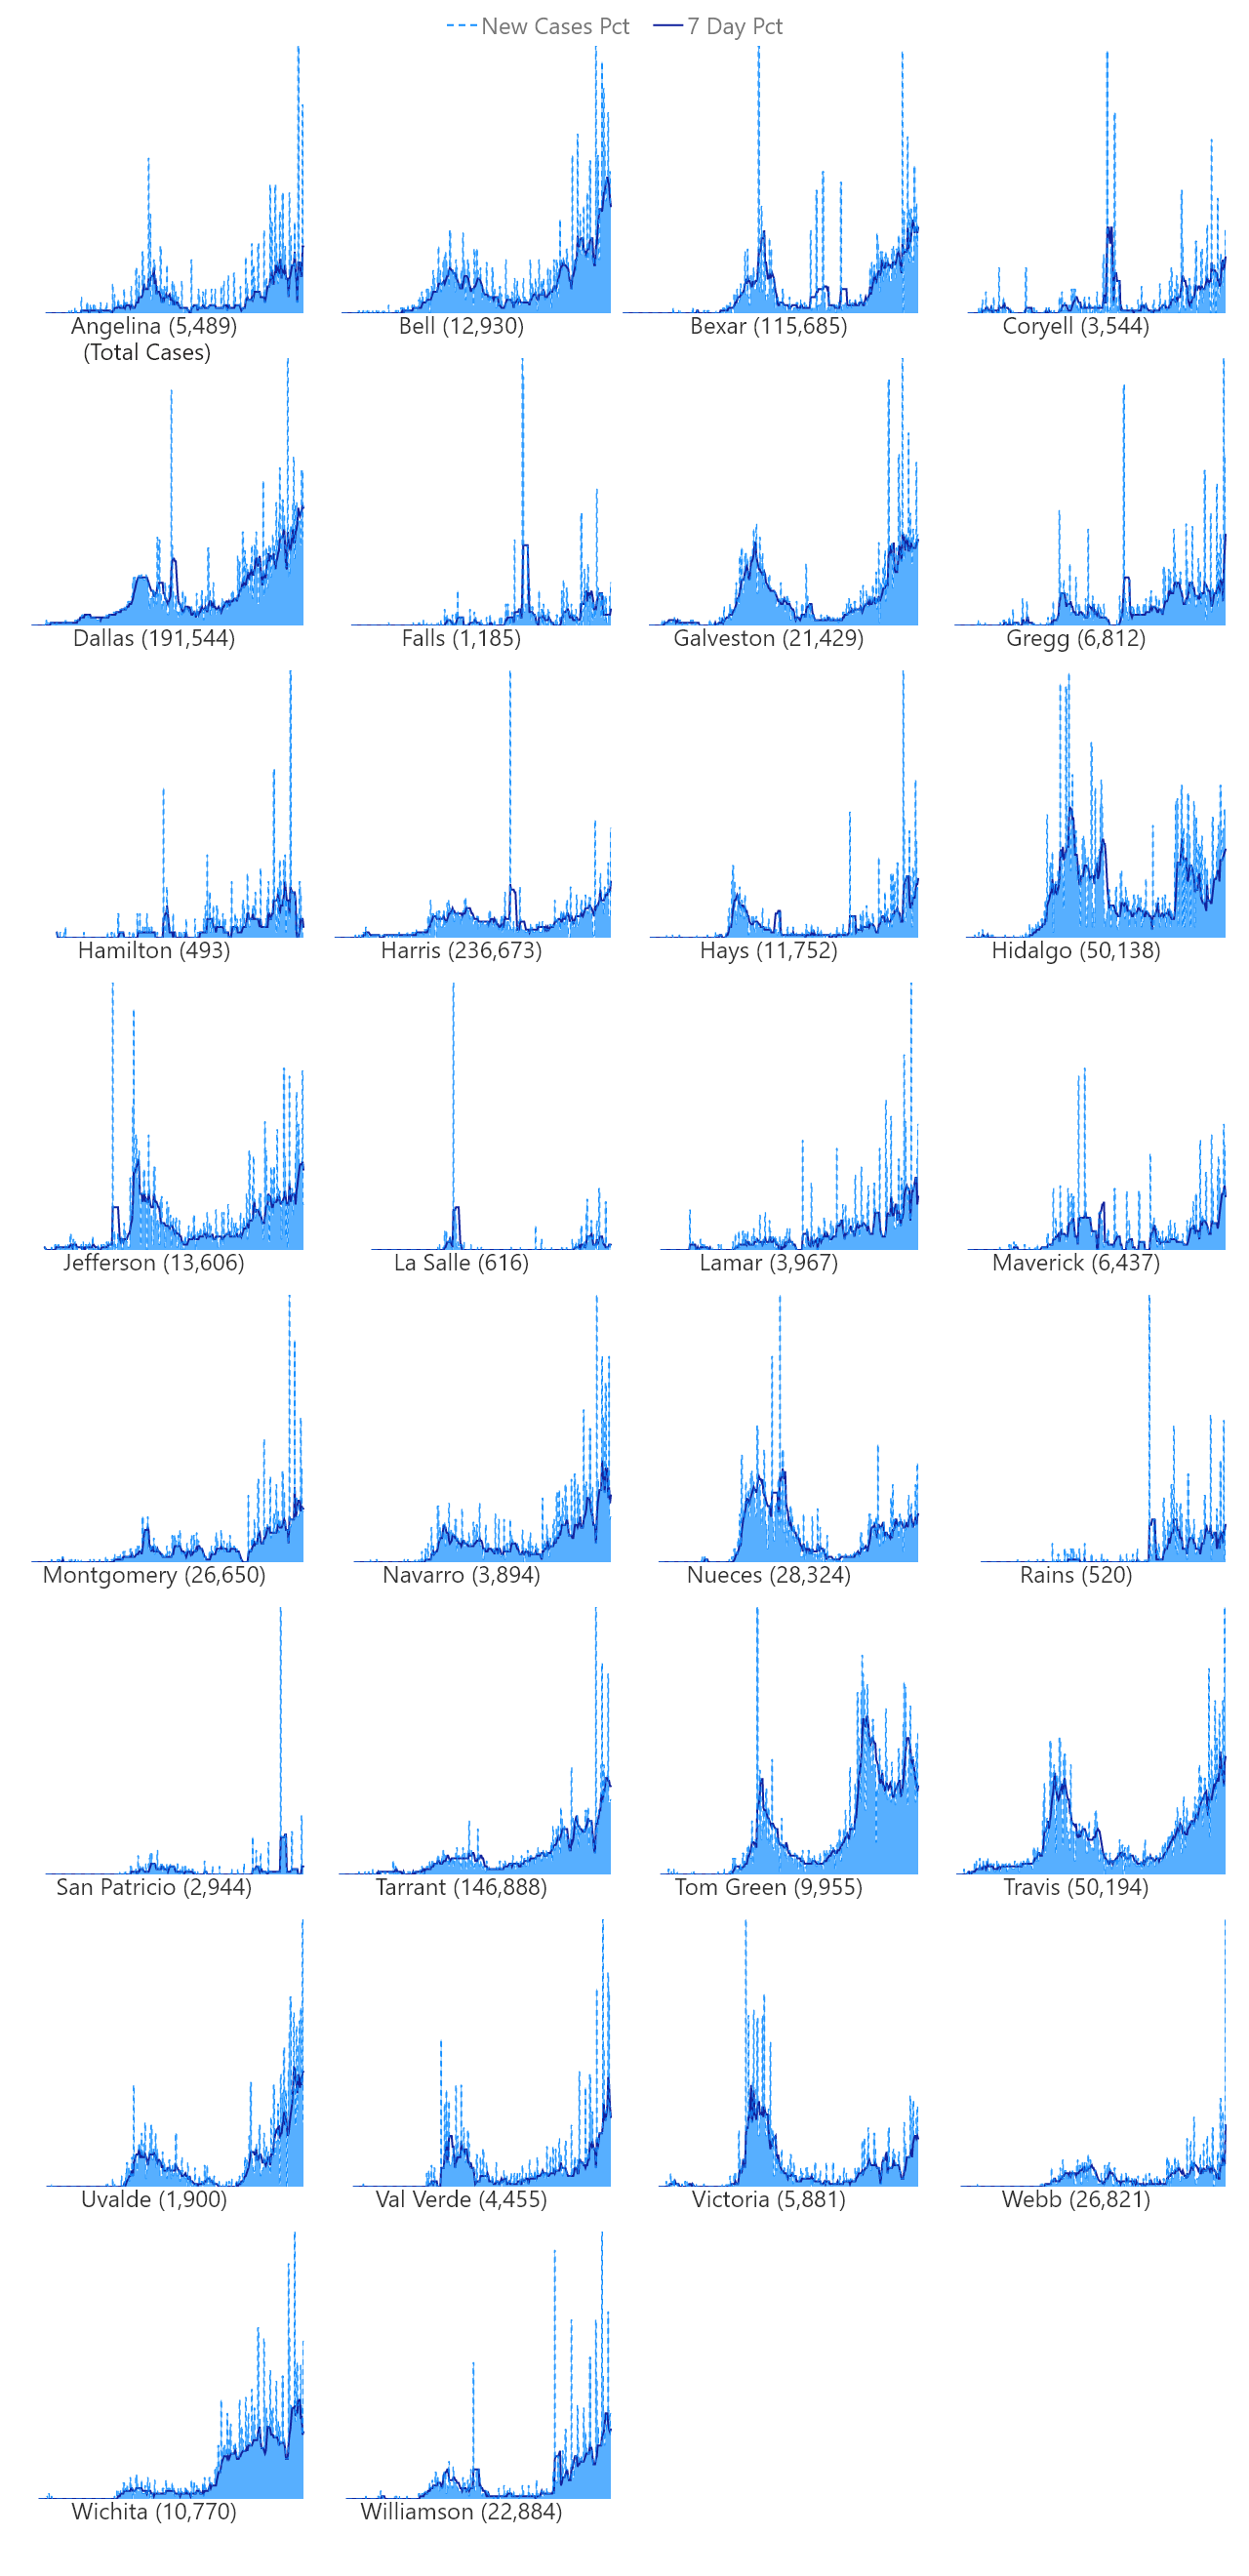 New Cases Pct 7 Day Pct
Angelina (5,489) Bell (12,930) Bexar (115,685) Coryell (3,544)
(Total Cases)
Dallas (191,544) Falls (1,185) Galveston (21,429) Gregg (6,812)
Hamilton (493) Harris (236,673) Hays (11,752) Hidalgo (50,138)
Jefferson (13,606) La Salle (616) Lamar (3,967) Maverick (6,437)
Montgomery (26,650) Navarro (3,894) Nueces (28,324) Rains (520)
San Patricio (2,944) Tarrant (146,888) Tom Green (9,955) Travis (50,194)
Uvalde (1,900) Val Verde (4,455) Victoria (5,881) Webb (26,821)
Wichita (10,770) Williamson (22,884)